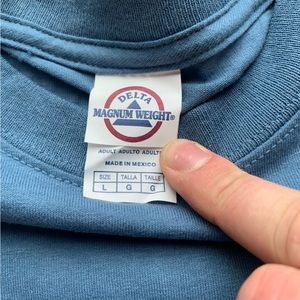 DELTA
MAGNUM WEIGHT®
ADULT ADULTO ADULTE
MADE IN MEXICO
SIZE TALLA TAILLE
L G G